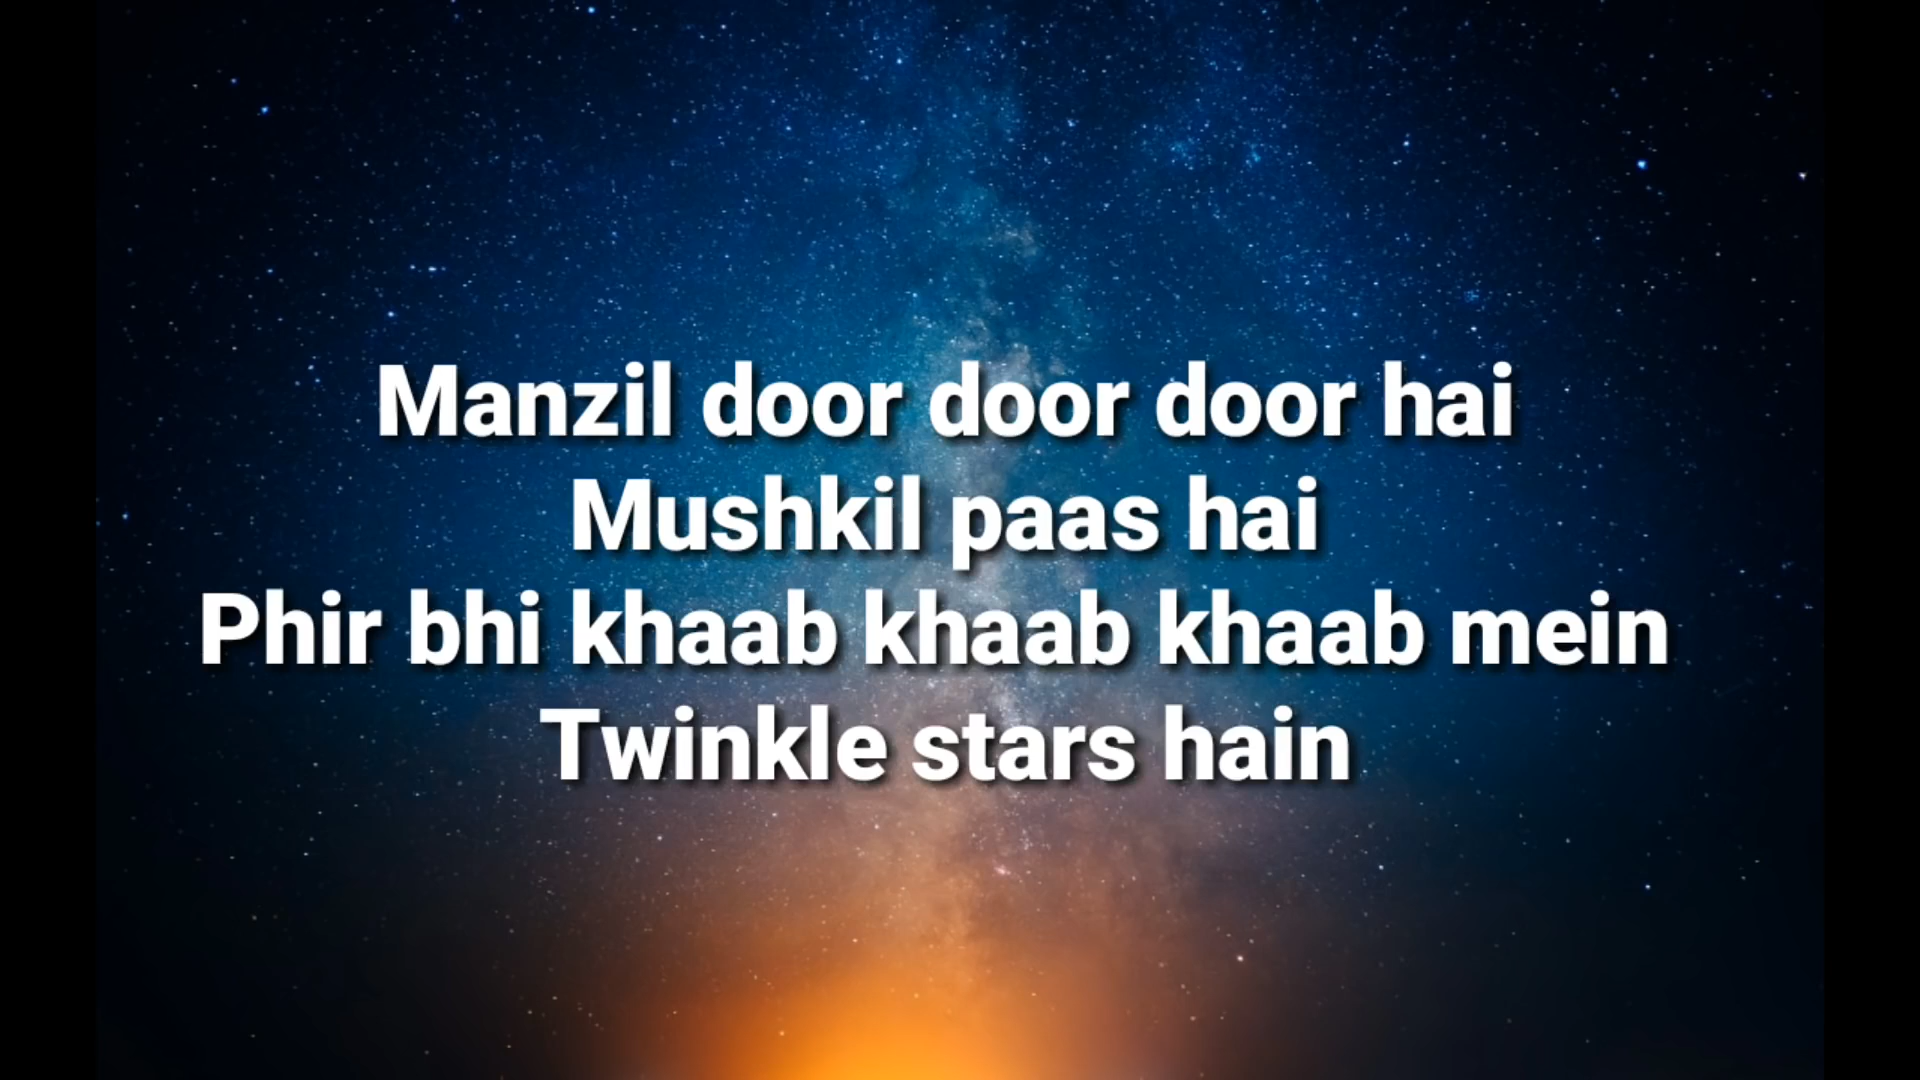 Manzil door door door hai
Mushkil paas hai
Phir bhi khaab khaab khaab mein
Twinkle stars hain